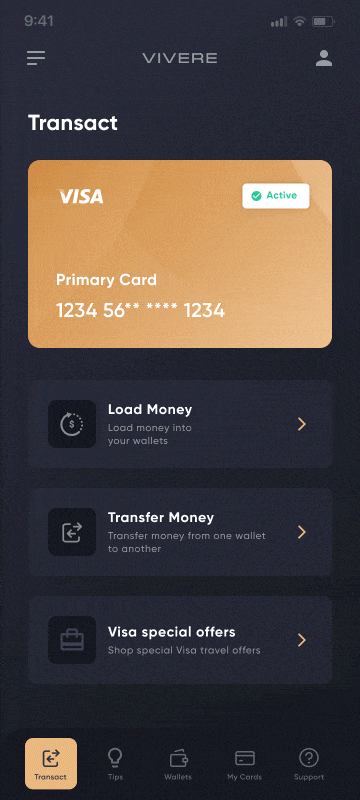 9:41
VIVERE
Transact
VISA
Active
Primary Card
1234 56** **** 1234
Load Money
Load money into
your wallets
Transfer Money
Transfer money from one wallet
to another
Visa special offers
Shop special Visa travel offers
Transact
Tips
Wallets
My Cards
Support